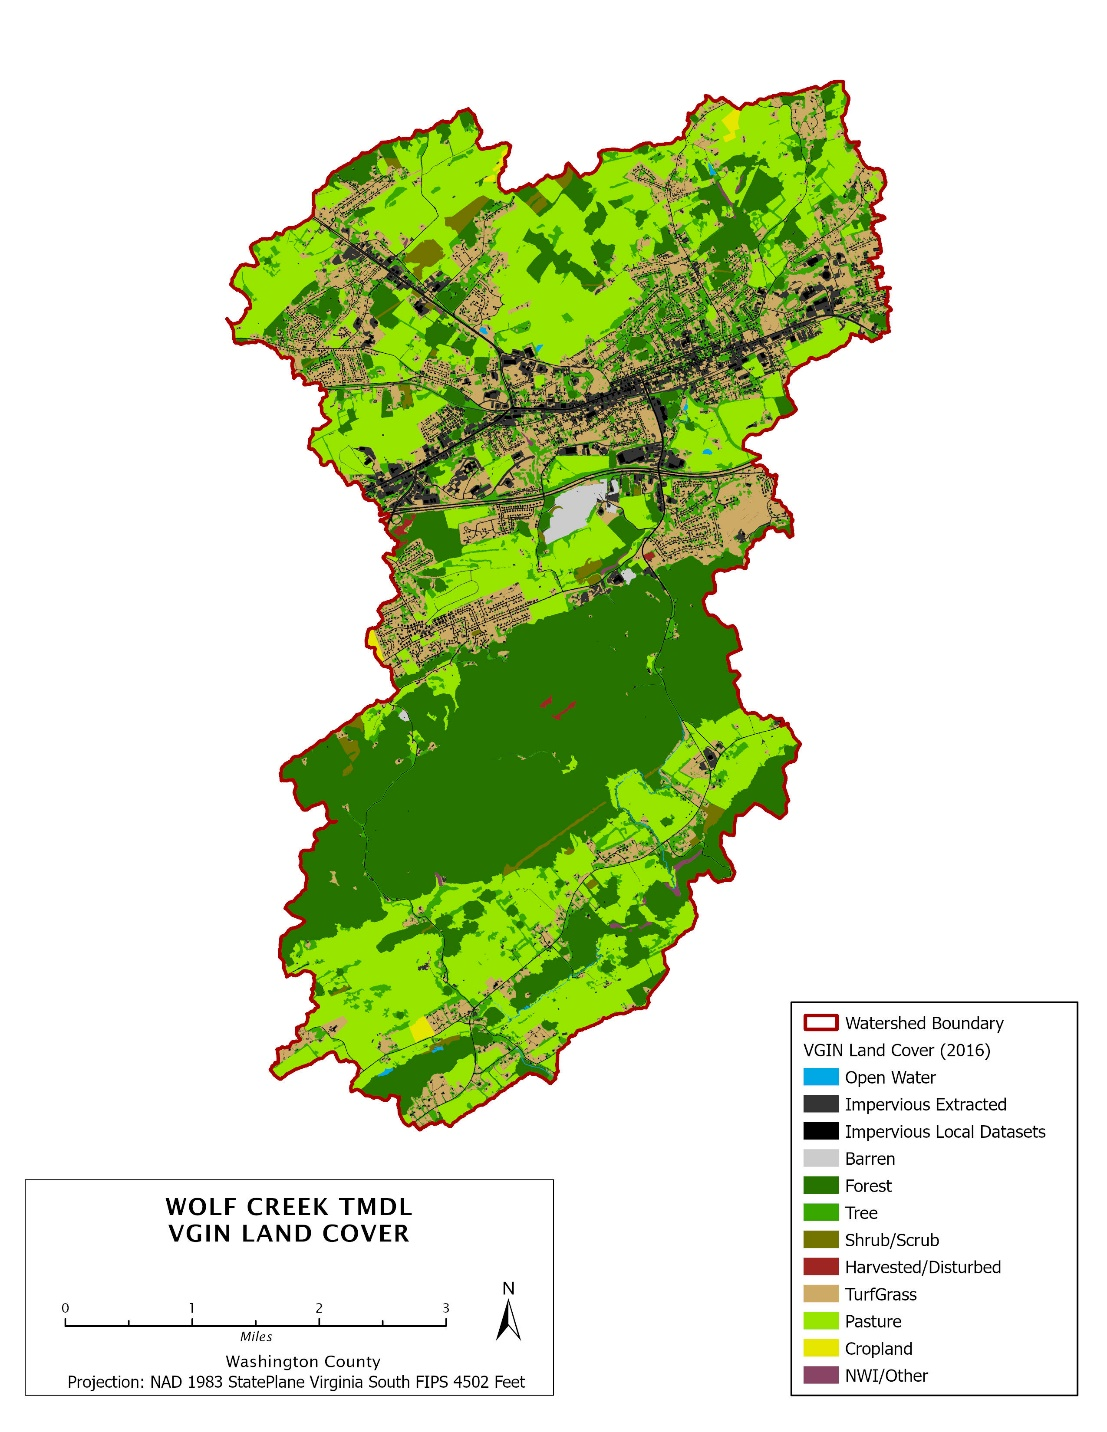 Watershed Boundary
VGIN Land Cover (2016)
Open Water
Impervious Extracted
Impervious Local Datasets
Barren
Forest
Tree
Shrub/Scrub
Harvested/Disturbed
TurfGrass
Pasture
Cropland
NWI/Other
WOLF CREEK TMDL
VGIN LAND COVER
N
0 1 2 3
Miles
Washington County
Projection: NAD 1983 StatePlane Virginia South FIPS 4502 Feet